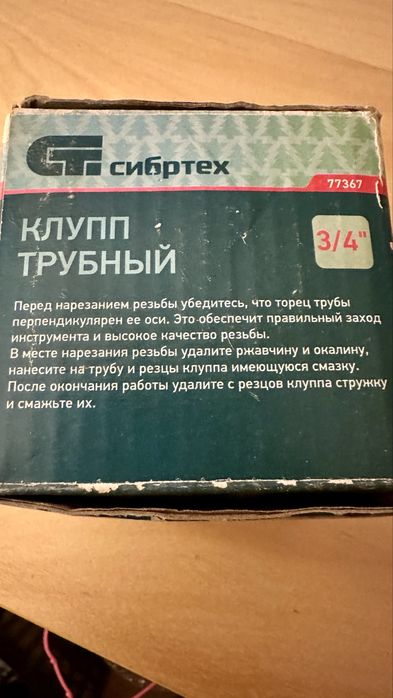 сибртех
77367
КЛУПП
ТРУБНЫЙ
3/4"
Перед нарезанием резьбы убедитесь, что торец трубы
перпендикулярен ее оси. Это обеспечит правильный заход
инструмента и высокое качество резьбы.
В месте нарезания резьбы удалите ржавчину и окалину,
нанесите на трубу и резцы клуппа имеющуюся смазку.
После окончания работы удалите с резцов клуппа стружку
и смажьте их.